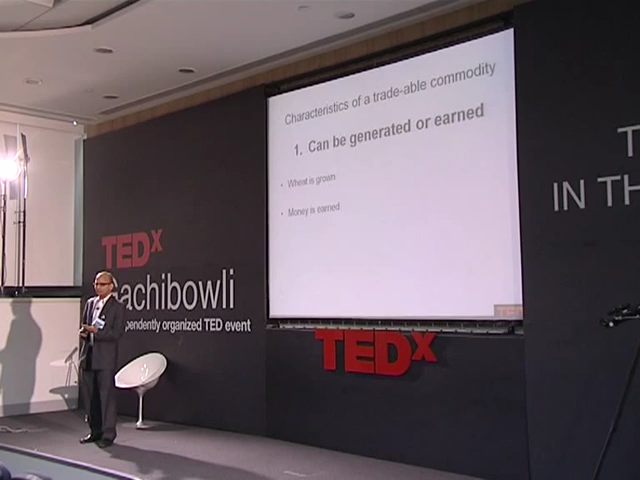 Characteristics of a trade-able commodity
1. Can be generated or earned
• Wheat is grown
• Money is earned
TEDx
achibowli
pendently organized TED event
TEDx
T
IN TH